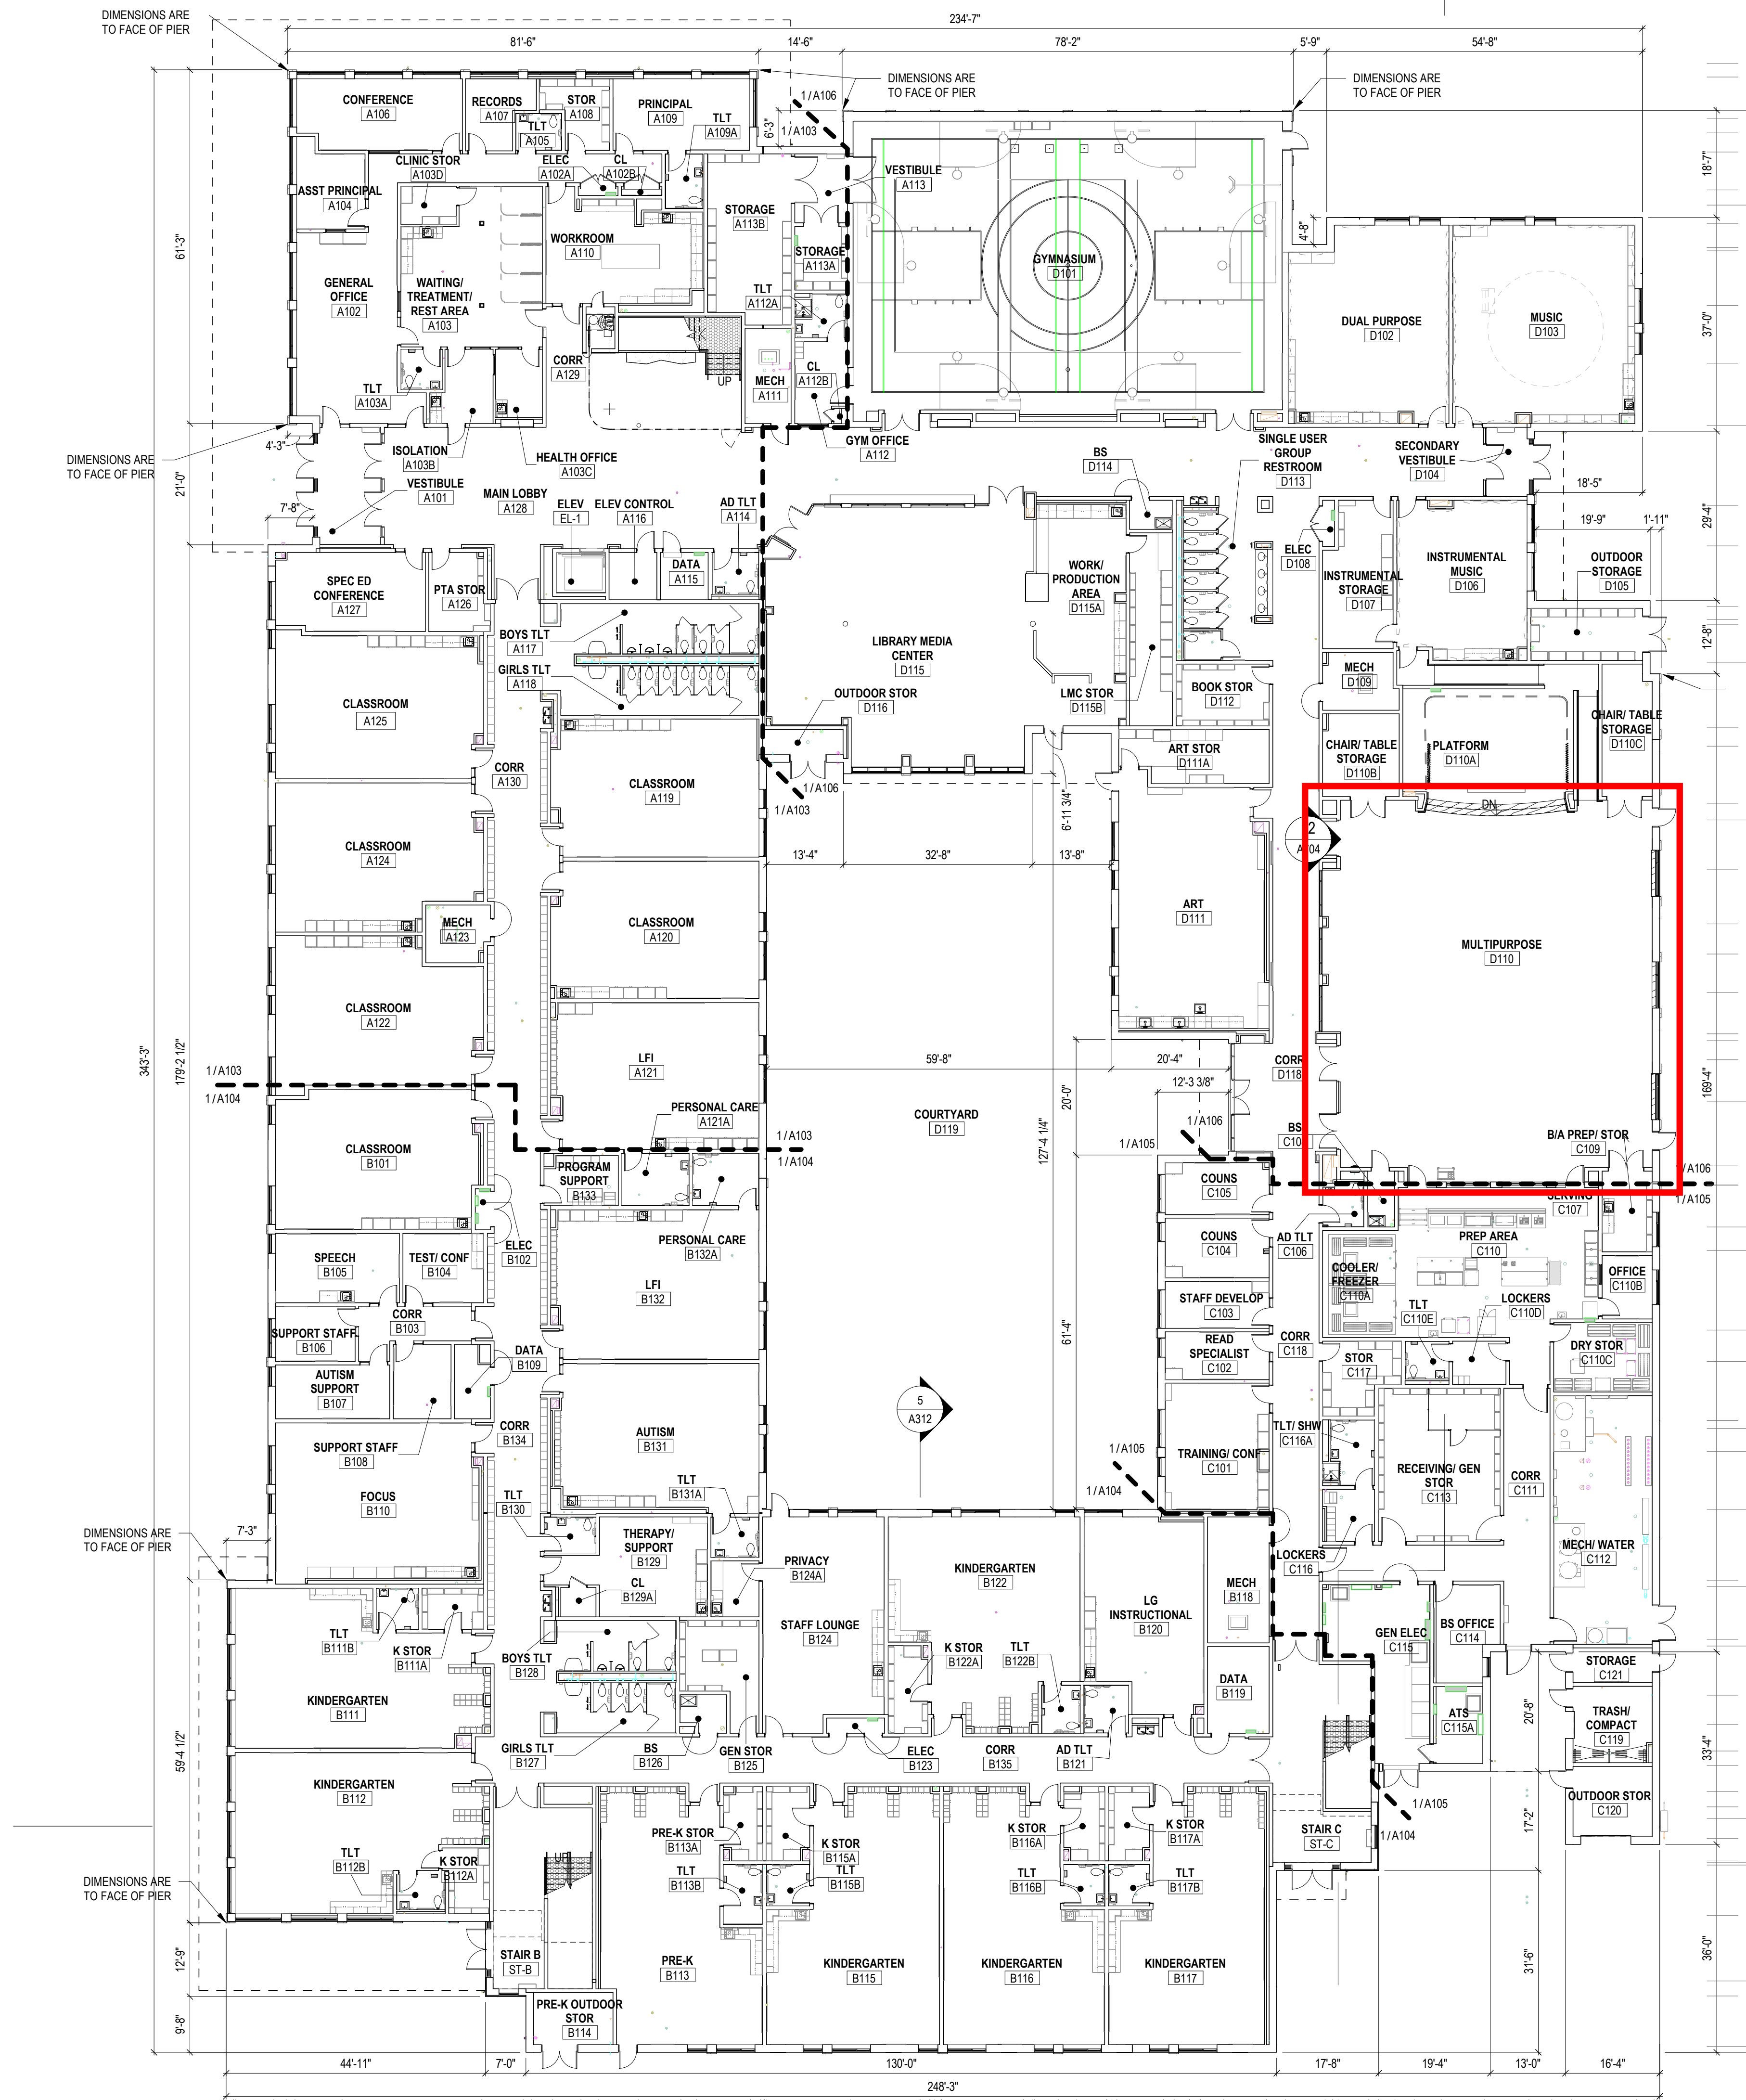 DIMENSIONS ARE
TO FACE OF PIER
234'-7"
81'-6"
14'-6"
78'-2"
5'-9"
54'-8"
DIMENSIONS ARE
TO FACE OF PIER
DIMENSIONS ARE
TO FACE OF PIER
CONFERENCE
A106
RECORDS
A107
STOR
A108
PRINCIPAL
A109
TLT
A105
TLT
A109A
1 / A106
1 / A103
6'-3"
18'-7"
CLINIC STOR
A103D
ELEC
A102A
CL
A102B
VESTIBULE
A113
ASST PRINCIPAL
A104
STORAGE
A113B
4'-8"
61'-3"
WORKROOM
A110
STORAGE
A113A
GYMNASIUM
D101
GENERAL
OFFICE
A102
WAITING/
TREATMENT/
REST AREA
A103
TLT
A112A
DUAL PURPOSE
D102
MUSIC
D103
37'-0"
CORR
A129
UP
MECH
A111
CL
A112B
TLT
A103A
4'-3"
DIMENSIONS ARE
TO FACE OF PIER
ISOLATION
A103B
HEALTH OFFICE
A103C
GYM OFFICE
A112
BS
D114
SINGLE USER
GROUP
RESTROOM
D113
SECONDARY
VESTIBULE
D104
21'-0"
VESTIBULE
A101
MAIN LOBBY
A128
18'-5"
7'-8"
ELEV
EL-1
ELEV CONTROL
A116
AD TLT
A114
19'-9"
1'-11"
29'-4"
SPEC ED
CONFERENCE
A127
PTA STOR
A126
DATA
A115
WORK/
PRODUCTION
AREA
D115A
ELEC
D108
INSTRUMENTAL
STORAGE
D107
INSTRUMENTAL
MUSIC
D106
OUTDOOR
STORAGE
D105
BOYS TLT
A117
GIRLS TLT
A118
LIBRARY MEDIA
CENTER
D115
12'-8"
CLASSROOM
A125
OUTDOOR STOR
D116
LMC STOR
D115B
BOOK STOR
D112
MECH
D109
CORR
A130
ART STOR
D111A
CHAIR/ TABLE
STORAGE
D110B
PLATFORM
D110A
CHAIR/ TABLE
STORAGE
D110C
CLASSROOM
A119
1 / A106
1 / A103
6'-11 3/4"
DN
2
CLASSROOM
A124
13'-4"
32'-8"
13'-8"
MECH
A123
CLASSROOM
A120
ART
D111
MULTIPURPOSE
D110
CLASSROOM
A122
343'-3"
179'-2 1/2"
LFI
A121
59'-8"
20'-4"
CORR
D118
1 / A103
1 / A104
12'-3 3/8"
20'-0"
169'-4"
PERSONAL CARE
A121A
COURTYARD
D119
1 / A106
1 / A105
CLASSROOM
B101
1 / A103
1 / A104
127'-4 1/4"
BS
B/A PREP/ STOR
C109
PROGRAM
SUPPORT
B133
COUNS
C105
1 / A106
1 / A105
SERVING
C107
ELEC
B102
PERSONAL CARE
B132A
COUNS
C104
AD TLT
C106
PREP AREA
C110
SPEECH
B105
TEST/ CONF
B104
LFI
B132
COOLER/
FREEZER
C110A
OFFICE
C110B
STAFF DEVELOP
C103
TLT
C110E
LOCKERS
C110D
CORR
B103
SUPPORT STAFF
B106
61'-4"
READ
SPECIALIST
C102
CORR
C118
DATA
B109
STOR
C117
DRY STOR
C110C
AUTISM
SUPPORT
B107
5
A312
CORR
B134
AUTISM
B131
TRAINING/ CONF
C101
TLT/ SHW
C116A
SUPPORT STAFF
B108
1 / A105
1 / A104
RECEIVING/ GEN
STOR
C113
CORR
C111
TLT
B131A
FOCUS
B110
TLT
B130
DIMENSIONS ARE
TO FACE OF PIER
7'-3"
THERAPY/
SUPPORT
B129
PRIVACY
B124A
KINDERGARTEN
B122
MECH/ WATER
C112
LOCKERS
C116
CL
B129A
MECH
B118
LG
INSTRUCTIONAL
B120
TLT
B111B
K STOR
B111A
STAFF LOUNGE
B124
BS OFFICE
C114
GEN ELEC
C115
BOYS TLT
B128
K STOR
B122A
TLT
B122B
DATA
B119
STORAGE
C121
KINDERGARTEN
B111
20'-8"
ATS
C115A
TRASH/
COMPACT
C119
59'-4 1/2"
GIRLS TLT
B127
BS
B126
GEN STOR
B125
ELEC
B123
CORR
B135
AD TLT
B121
33'-4"
KINDERGARTEN
B112
OUTDOOR STOR
C120
PRE-K STOR
B113A
K STOR
B115A
K STOR
B116A
K STOR
B117A
1 / A105
1 / A104
17'-2"
STAIR C
ST-C
TLT
B112B
K STOR
B112A
UP
TLT
B113B
TLT
B115B
TLT
B116B
TLT
B117B
DIMENSIONS ARE
TO FACE OF PIER
12'-9"
STAIR B
ST-B
PRE-K
B113
KINDERGARTEN
B115
KINDERGARTEN
B116
KINDERGARTEN
B117
31'-6"
36'-0"
9'-8"
PRE-K OUTDOOR
STOR
B114
44'-11"
7'-0"
130'-0"
17'-8"
19'-4"
13'-0"
16'-4"
248'-3"